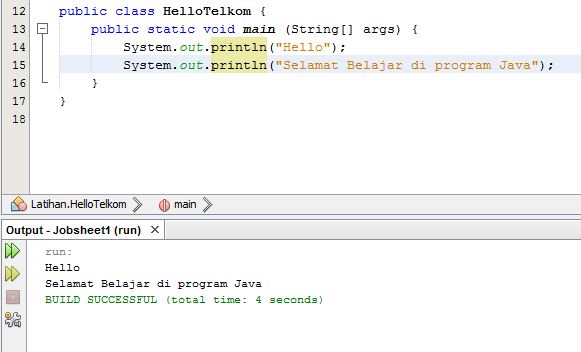 12 public class HelloTelkom {
13 public static void main (String[] args) {
14 System.out.println("Hello");
15 System.out.println("Selamat Belajar di program Java");
16 }
17 }
18
Latihan.HelloTelkom main
Output - Jobsheet1 (run) ×
run:
Hello
Selamat Belajar di program Java
BUILD SUCCESSFUL (total time: 4 seconds)